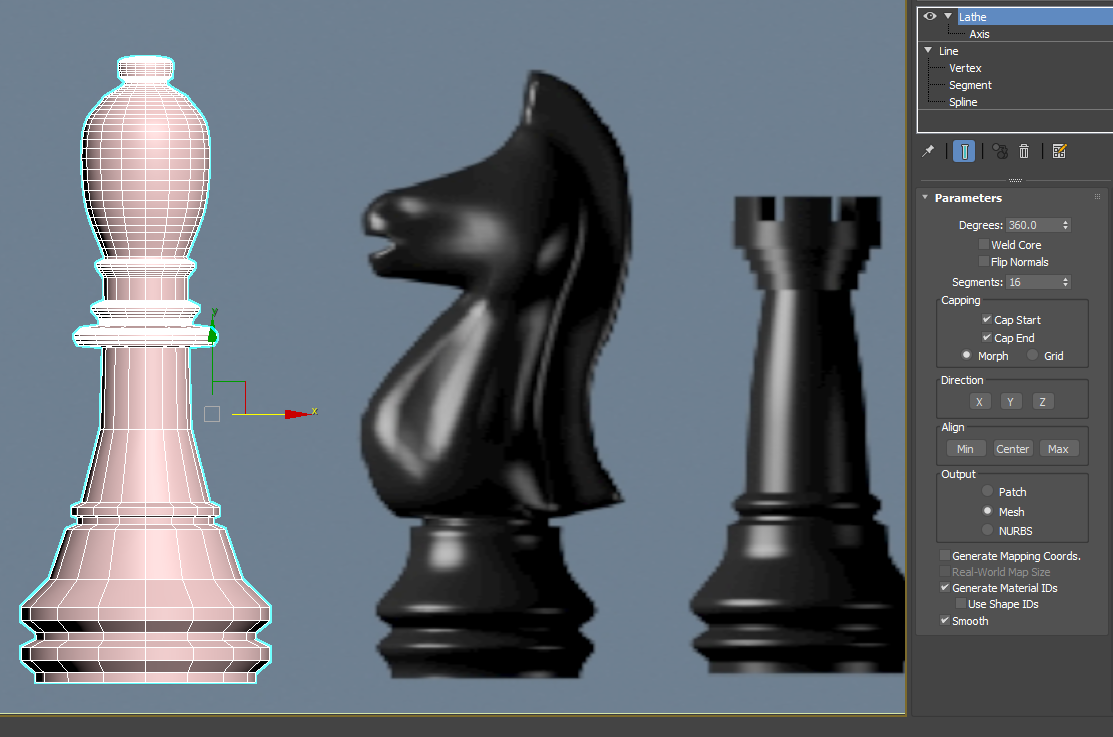 Lathe
Axis
Line
Vertex
Segment
Spline
Parameters
Degrees: 360.0
Weld Core
Flip Normals
Segments: 16
Capping
Cap Start
Cap End
Morph Grid
Direction
X Y Z
Align
Min Center Max
Output
Patch
Mesh
NURBS
Generate Mapping Coords.
Real-World Map Size
Generate Material IDs
Use Shape IDs
Smooth
y
x